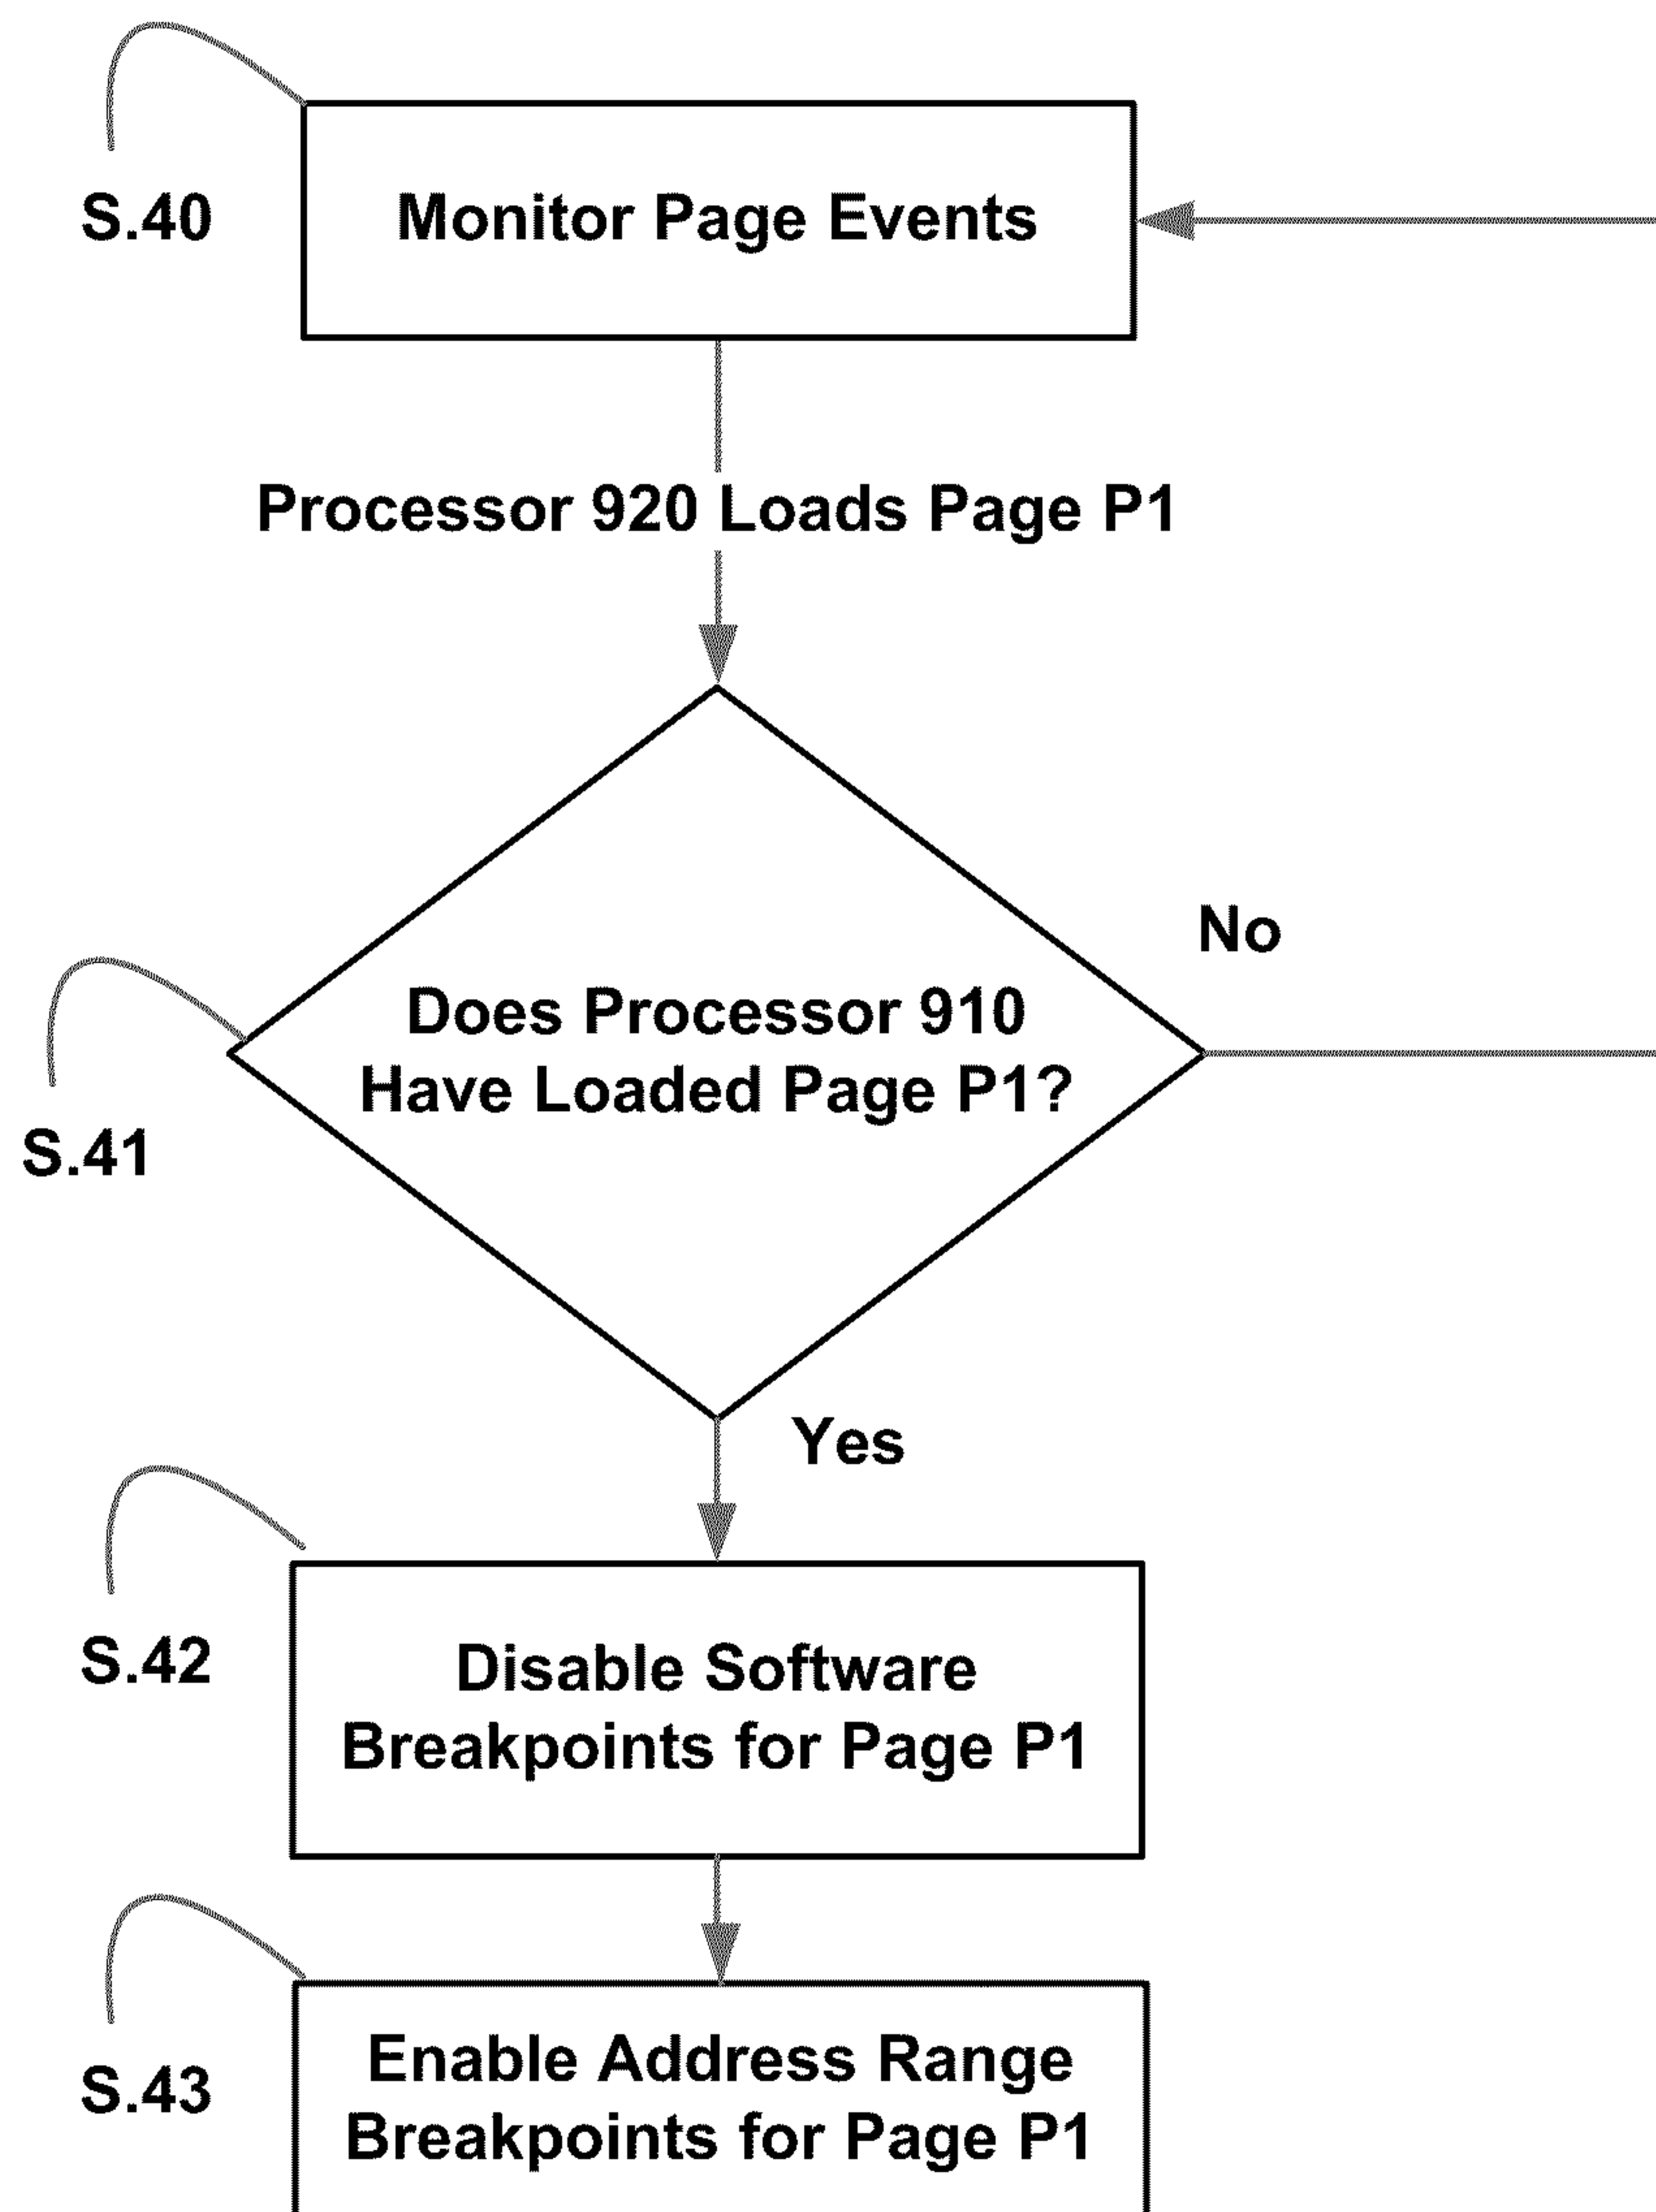 S.40
Monitor Page Events
Processor 920 Loads Page P1
No
Does Processor 910
Have Loaded Page P1?
S.41
Yes
S.42
Disable Software
Breakpoints for Page P1
S.43
Enable Address Range
Breakpoints for Page P1